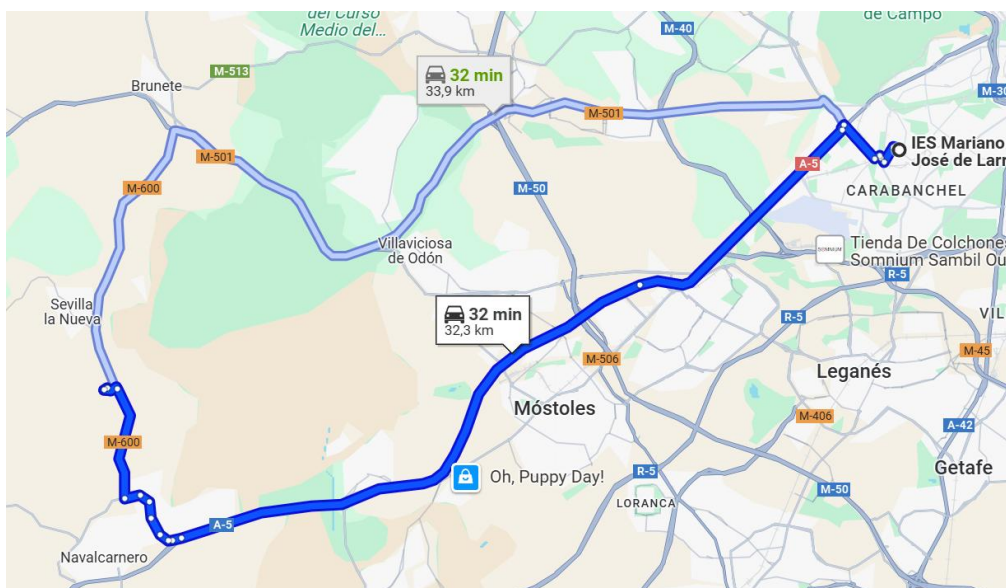 del Curso
Medio del...
de Campo
M-40
M-513
32 min
33,9 km
Brunete
M-501
M-30
IES Mariano
José de Larr
M-501
A-5
M-600
M-50
CARABANCHEL
Villaviciosa
de Odón
SOMNIUM
Tienda De Colchone
Somnium Sambil Ou
R-5
Sevilla
la Nueva
32 min
32,3 km
R-5
VIL
M-45
M-506
Leganés
Móstoles
M-406
A-42
M-600
Getafe
Oh, Puppy Day!
R-5
M-50
LORANCA
A-5
Navalcarnero